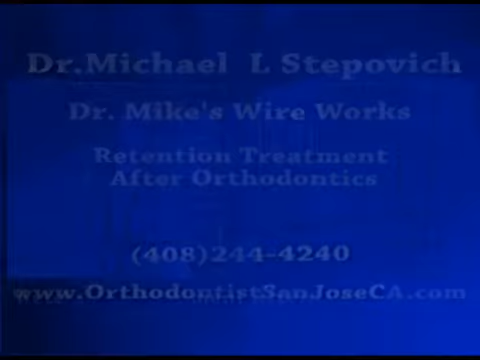 Dr.Michael L Stepovich
Dr. Mike's Wire Works
Retention Treatment
After Orthodontics
(408)244-4240
www.OrthodontistSanJoseCA.com